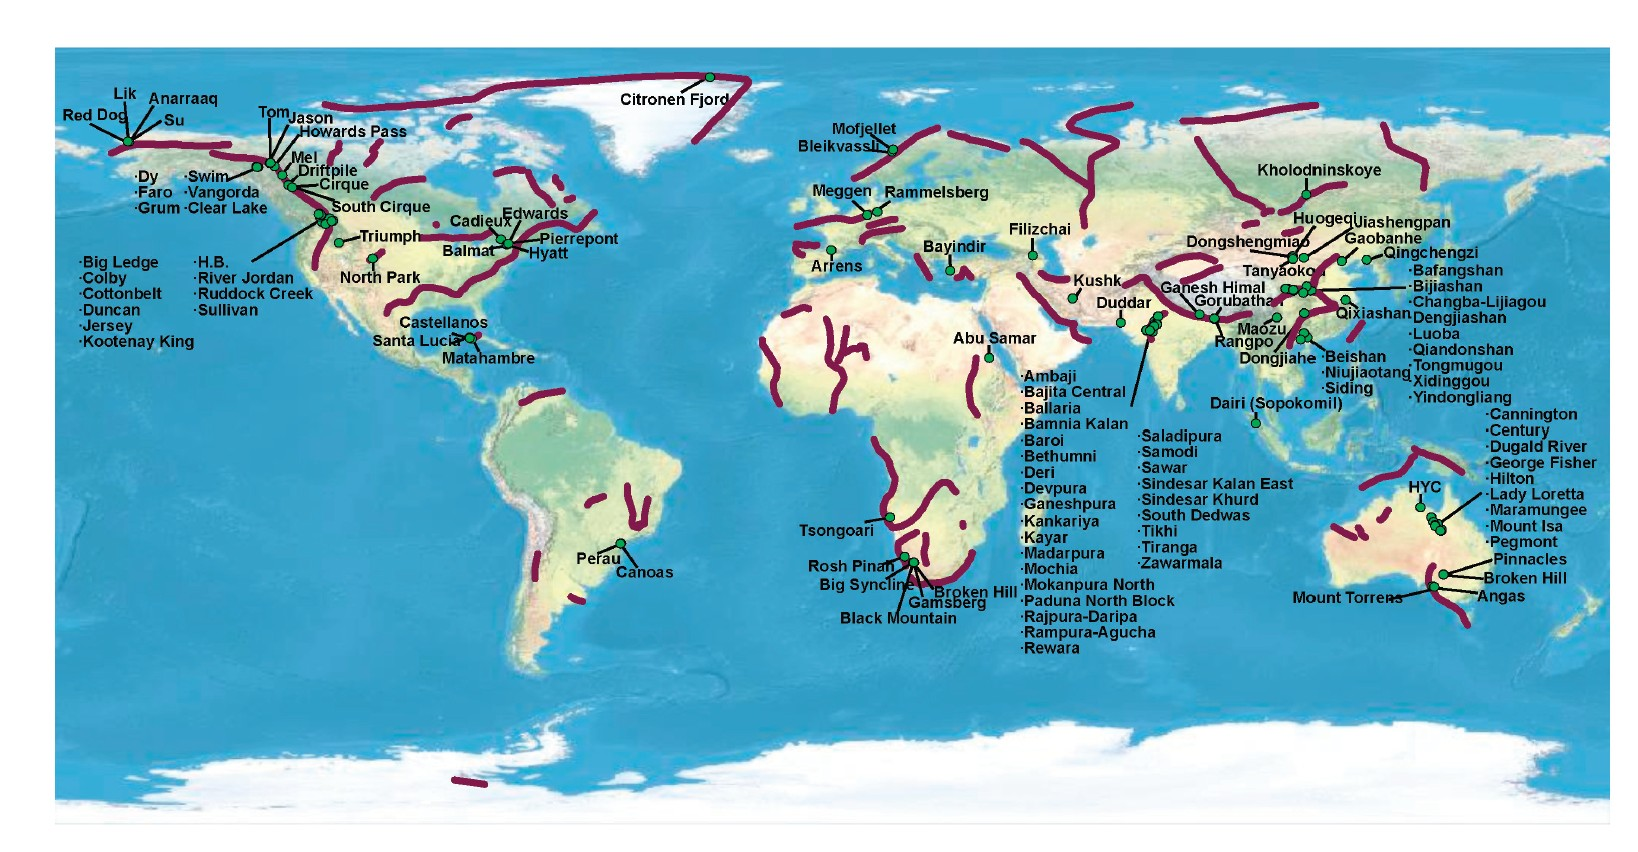 Lik
Anarraaq
Red Dog
Su
Tom
Jason
Howards Pass
Mel
Driftpile
Cirque
South Cirque
·Dy ·Swim
·Faro ·Vangorda
·Grum ·Clear Lake
Triumph
North Park
·Big Ledge ·H.B.
·Colby ·River Jordan
·Cottonbelt ·Ruddock Creek
·Duncan ·Sullivan
·Jersey
·Kootenay King
Cadieux
Edwards
Balmat
Pierrepont
Hyatt
Castellanos
Santa Lucia
Matahambre
Citronen Fjord
Perau
Canoas
Mofjellet
Bleikvassli
Meggen
Rammelsberg
Arrens
Bayindir
Filizchai
Abu Samar
Tsongoari
Rosh Pinah
Big Syncline
Broken Hill
Gamsberg
Black Mountain
Kushk
Duddar
Ganesh Himal
Gorubathan
Rangpo
Kholodninskoye
Huogeqi
Jiashengpan
Dongshengmiao
Gaobanhe
Qingchengzi
Tanyaokou
Qixiashan
Maozu
Dongjiahe
·Bafangshan
·Bijiashan
·Changba-Lijiagou
·Dengjiashan
·Luoba
·Qiandonshan
·Tongmugou
·Xidinggou
·Yindongliang
·Beishan
·Niujiaotang
·Siding
Dairi (Sopokomil)
·Ambaji
·Bajita Central
·Ballaria
·Bamnia Kalan
·Baroi
·Bethumni
·Deri
·Devpura
·Ganeshpura
·Kankariya
·Kayar
·Madarpura
·Mochia
·Mokanpura North
·Paduna North Block
·Rajpura-Daripa
·Rampura-Agucha
·Rewara
·Saladipura
·Samodi
·Sawar
·Sindesar Kalan East
·Sindesar Khurd
·South Dedwas
·Tikhi
·Tiranga
·Zawarmala
HYC
·Cannington
·Century
·Dugald River
·George Fisher
·Hilton
·Lady Loretta
·Maramungee
·Mount Isa
·Pegmont
Pinnacles
Broken Hill
Mount Torrens
Angas